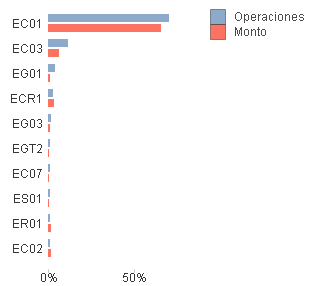 Operaciones
Monto
EC01
EC03
EG01
ECR1
EG03
EGT2
EC07
ES01
ER01
EC02
0% 50%